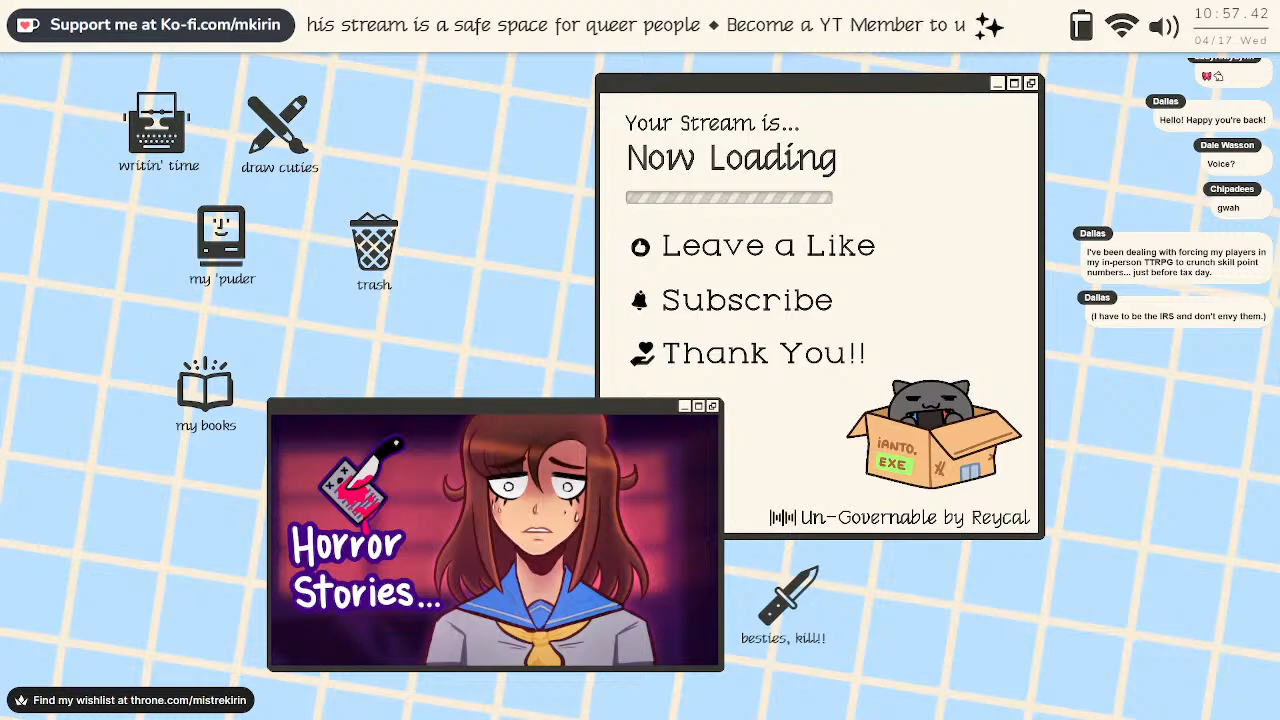 Support me at Ko-fi.com/mkirin
his stream is a safe space for queer people ◆ Become a YT Member to u
10:57.42
04/17 Wed
writin' time
draw cuties
my 'puder
trash
my books
Your Stream is...
Now Loading
Leave a Like
Subscribe
Thank You!!
iANTO.
EXE
Un-Governable by Reycal
Horror
Stories...
besties, kill!!
Find my wishlist at throne.com/mistrekirin
Dallas
Hello! Happy you're back!
Dale Wasson
Voice?
Chipadees
gwah
Dallas
I've been dealing with forcing my players in
my in-person TTRPG to crunch skill point
numbers... just before tax day.
Dallas
(I have to be the IRS and don't envy them.)